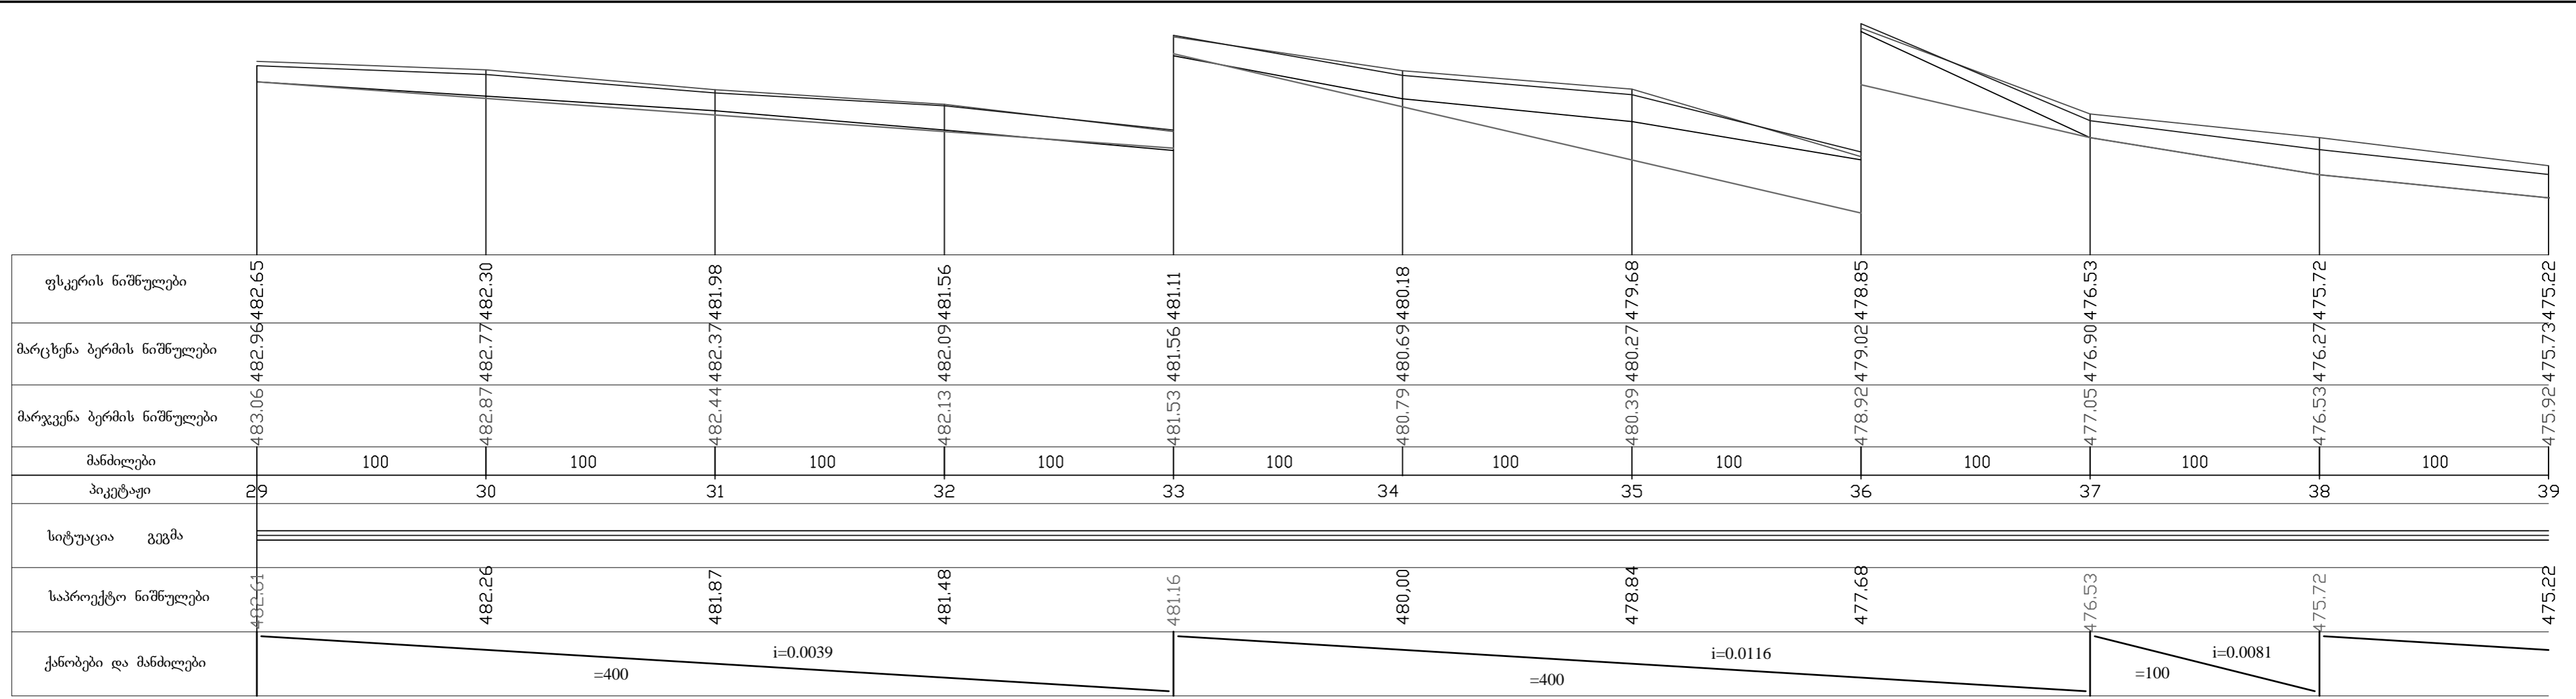 ფსკერის ნიშნულები 482.65 482.30 481.98 481.56 481.11 480.18 479.68 478.85 476.53 475.72 475.22
მარცხენა ბერმის ნიშნულები 482.96 482.77 482.37 482.09 481.56 480.69 480.27 479.02 476.90 476.27 475.73
მარჯვენა ბერმის ნიშნულები 483.06 482.87 482.44 482.13 481.53 480.79 480.39 478.92 477.05 476.53 475.92
მანძილები 100 100 100 100 100 100 100 100 100 100
პიკეტაჟი 29 30 31 32 33 34 35 36 37 38 39
სიტუაცია გეგმა
საპროექტო ნიშნულები 482.61 482.26 481.87 481.48 481.16 480,00 478.84 477.68 476.53 475.72 475.22
ქანობები და მანძილები i=0.0039 =400 i=0.0116 =400 i=0.0081 =100